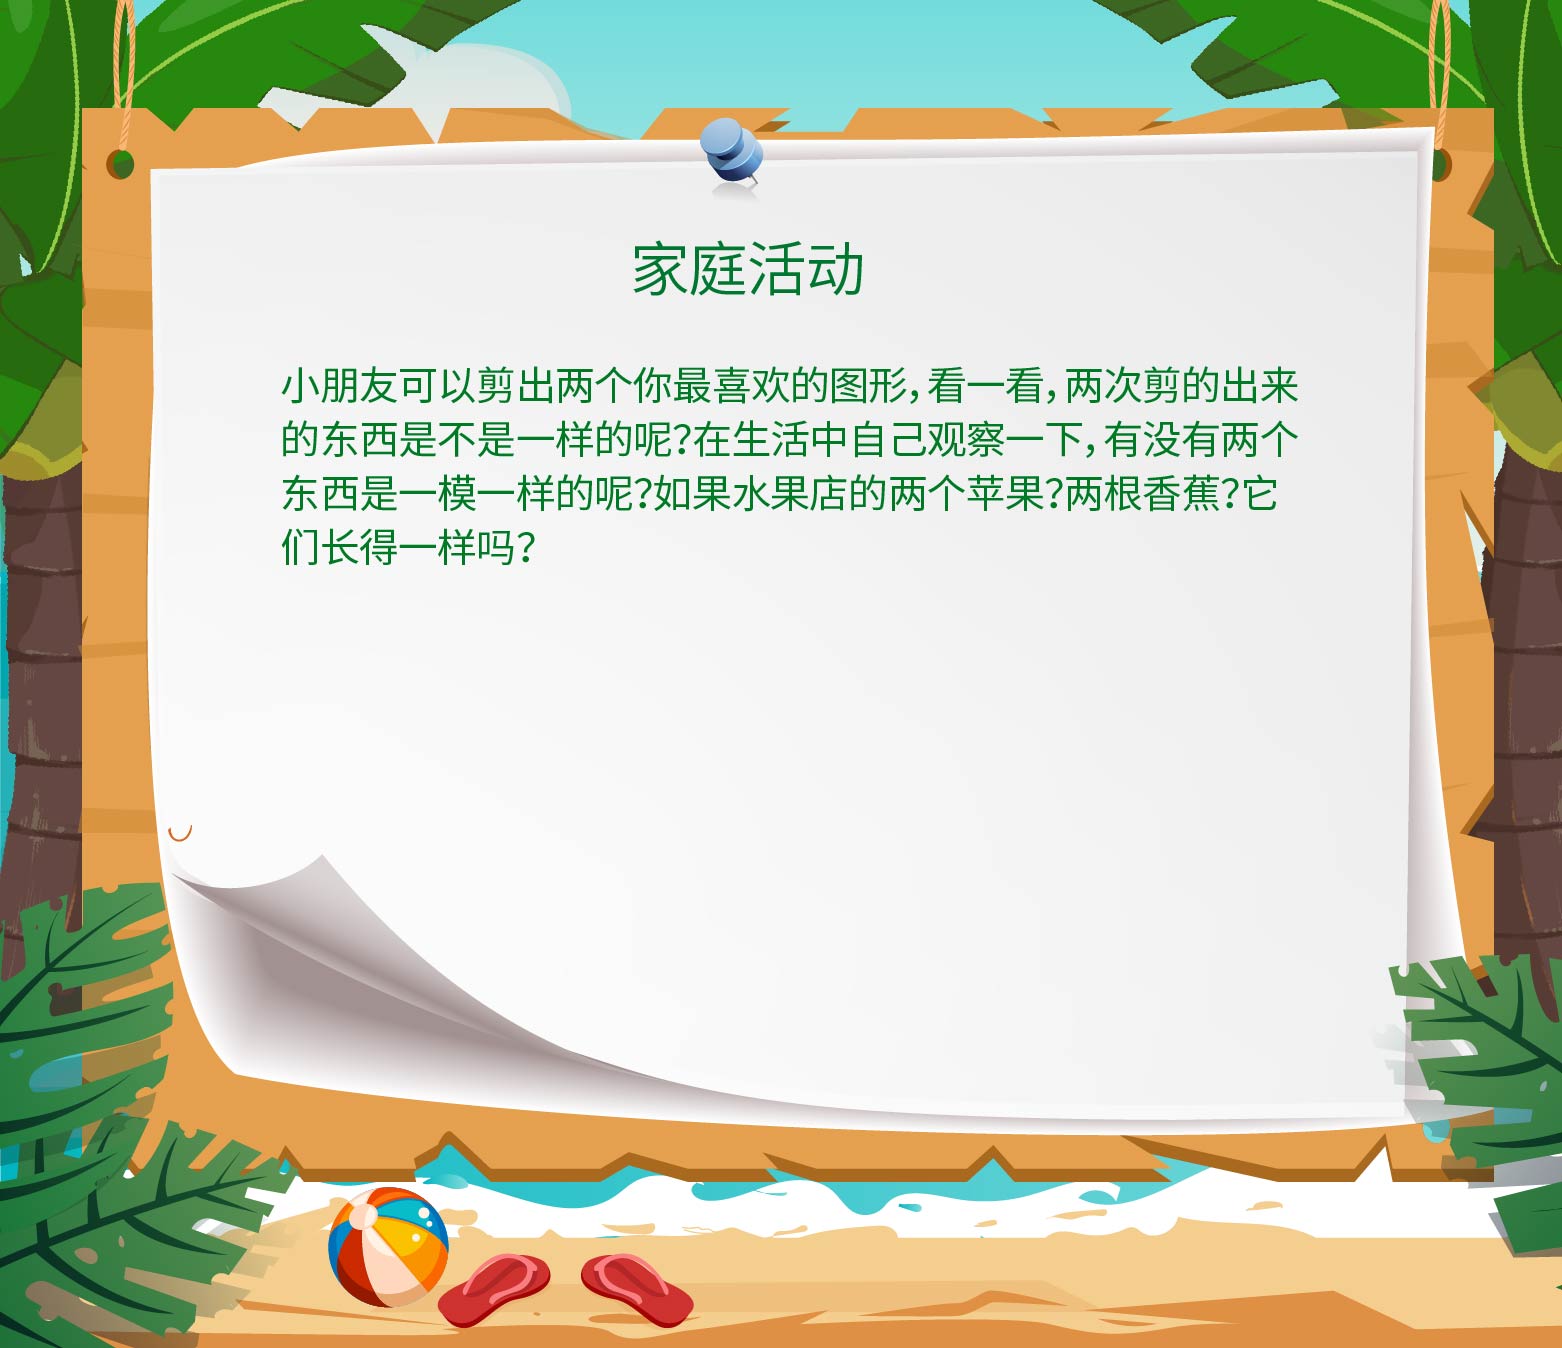 家庭活动
小朋友可以剪出两个你最喜欢的图形，看一看，两次剪的出来
的东西是不是一样的呢？在生活中自己观察一下，有没有两个
东西是一模一样的呢？如果水果店的两个苹果？两根香蕉？它
们长得一样吗？